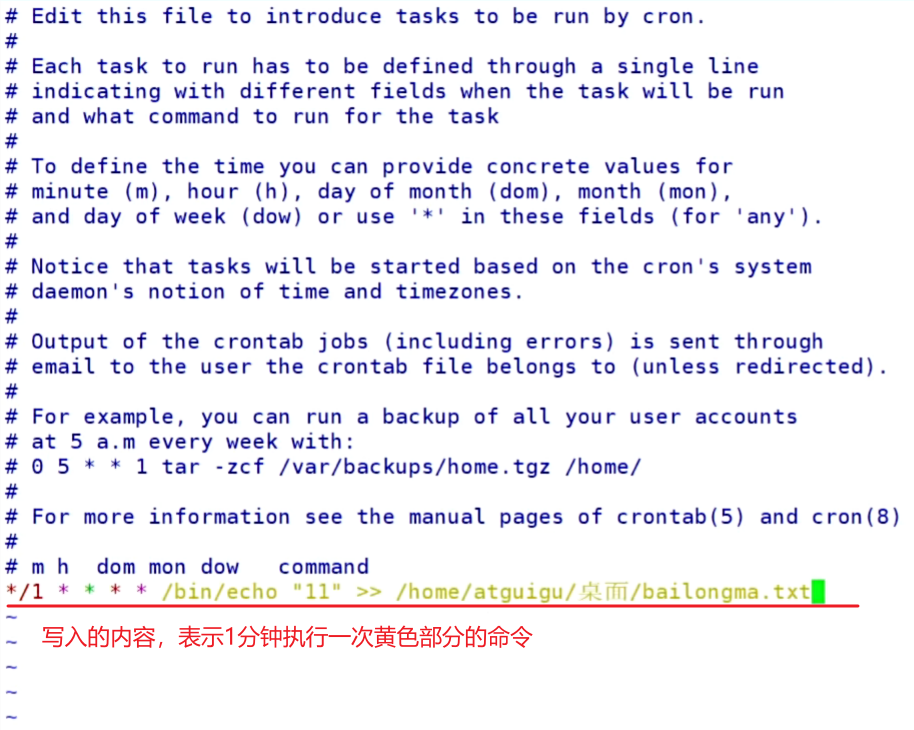 # Edit this file to introduce tasks to be run by cron.
#
# Each task to run has to be defined through a single line
# indicating with different fields when the task will be run
# and what command to run for the task
#
# To define the time you can provide concrete values for
# minute (m), hour (h), day of month (dom), month (mon),
# and day of week (dow) or use '*' in these fields (for 'any').
#
# Notice that tasks will be started based on the cron's system
# daemon's notion of time and timezones.
#
# Output of the crontab jobs (including errors) is sent through
# email to the user the crontab file belongs to (unless redirected).
#
# For example, you can run a backup of all your user accounts
# at 5 a.m every week with:
# 0 5 * * 1 tar -zcf /var/backups/home.tgz /home/
#
# For more information see the manual pages of crontab(5) and cron(8)
#
# m h  dom mon dow   command
*/1 * * * * /bin/echo "11" >> /home/atguigu/桌面/bailongma.txt
~
~ 写入的内容，表示1分钟执行一次黄色部分的命令
~
~
~